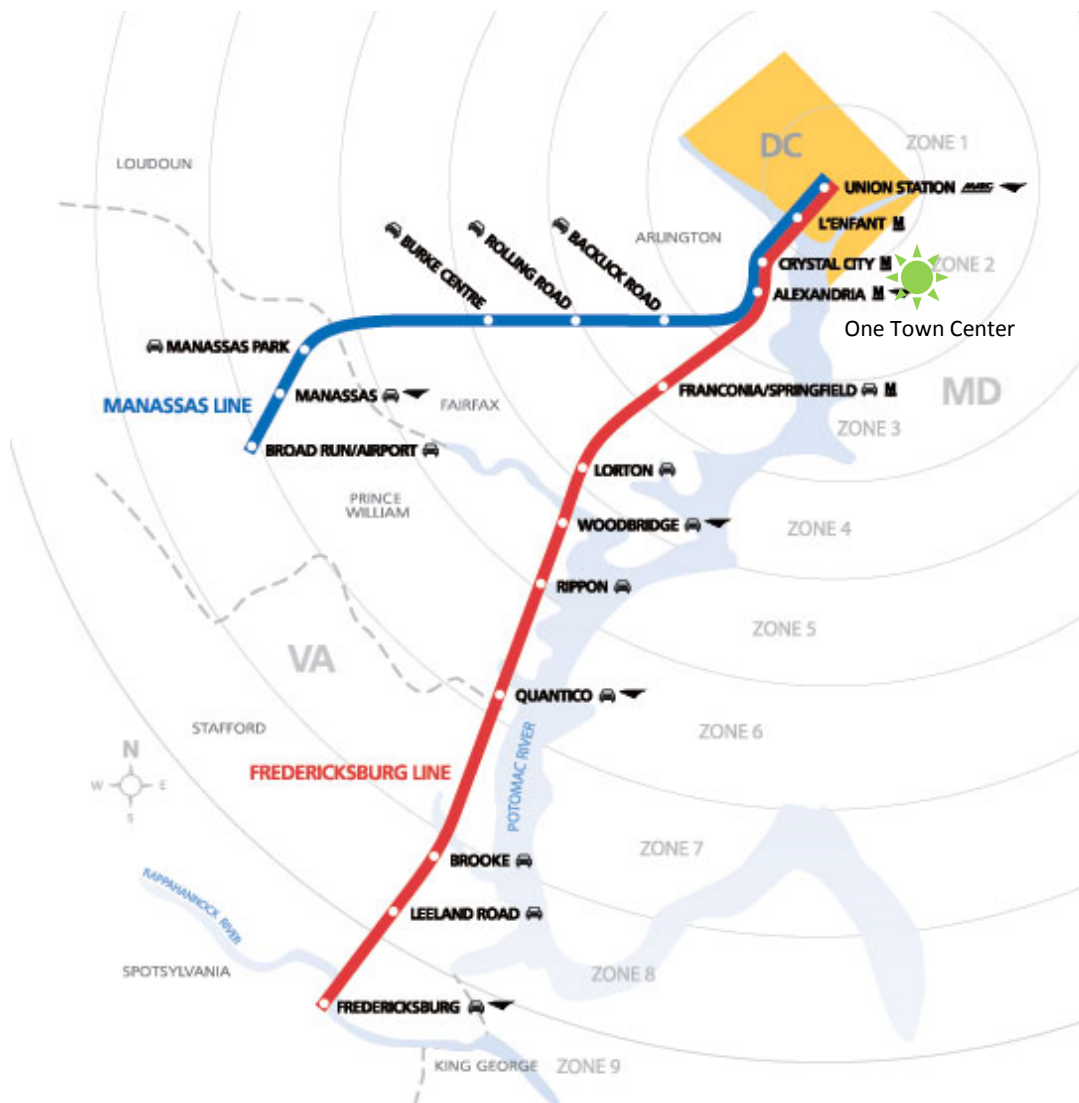 DC
ZONE 1
LOUDOUN
UNION STATION
L'ENFANT
ARLINGTON
BURKE CENTRE
ROLLING ROAD
BACKLICK ROAD
CRYSTAL CITY
ZONE 2
ALEXANDRIA
One Town Center
MANASSAS PARK
FRANCONIA/SPRINGFIELD
MD
MANASSAS
MANASSAS LINE
FAIRFAX
ZONE 3
BROAD RUN/AIRPORT
LORTON
PRINCE
WILLIAM
WOODBRIDGE
ZONE 4
RIPPON
ZONE 5
VA
QUANTICO
STAFFORD
ZONE 6
N
W
E
S
FREDERICKSBURG LINE
POTOMAC RIVER
BROOKE
ZONE 7
RAPPAHANNOCK RIVER
LEELAND ROAD
SPOTSYLVANIA
ZONE 8
FREDERICKSBURG
KING GEORGE
ZONE 9